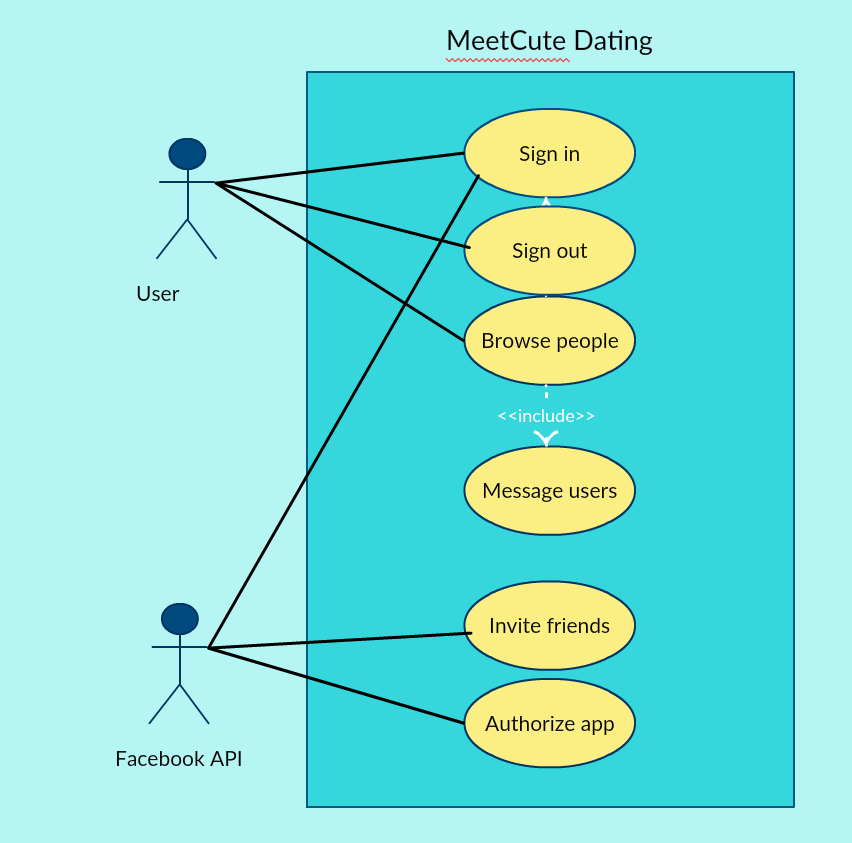 MeetCute Dating
Sign in
Sign out
User
Browse people
<<include>>
Message users
Invite friends
Authorize app
Facebook API